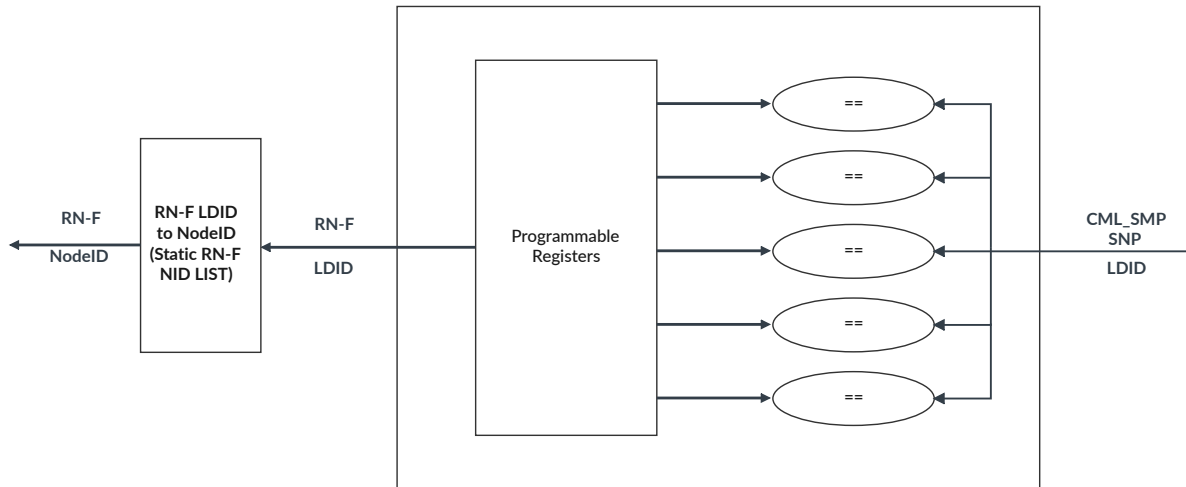 RN-F
NodeID
RN-F LDID
to NodeID
(Static RN-F
NID LIST)
RN-F
LDID
Programmable
Registers
==
==
==
==
==
CML_SMP
SNP
LDID